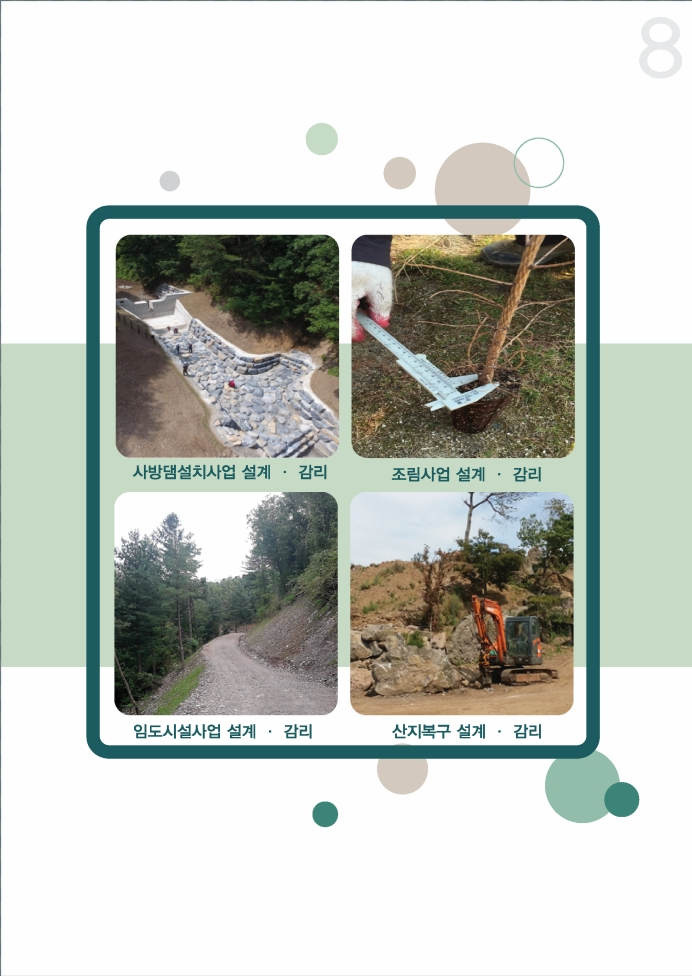 8
사방댐설치사업 설계 · 감리
조림사업 설계 · 감리
임도시설사업 설계 · 감리
산지복구 설계 · 감리